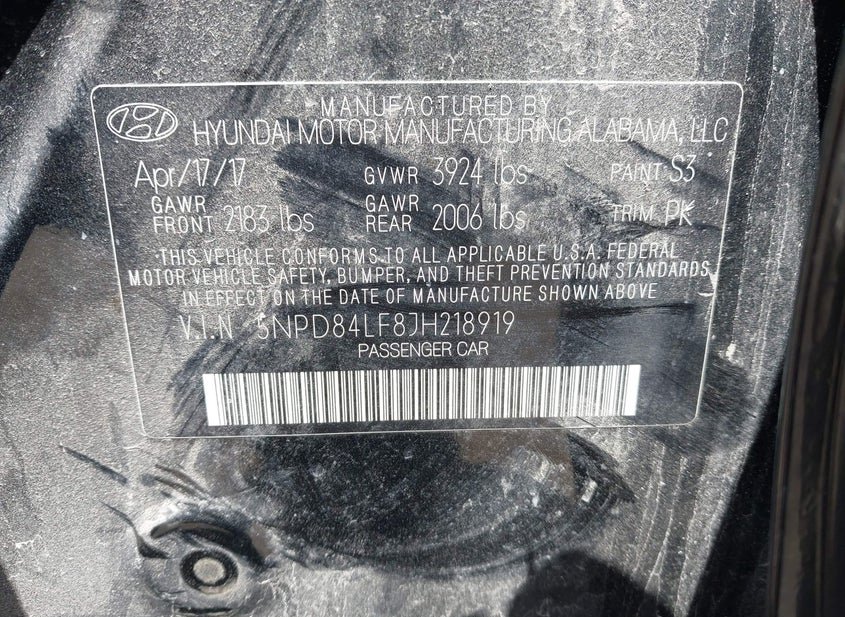 MANUFACTURED BY
HYUNDAI MOTOR MANUFACTURING ALABAMA, LLC
Apr/17/17 GVWR 3924 lbs PAINT S3
GAWR FRONT 2183 lbs GAWR REAR 2006 lbs TRIM PK
THIS VEHICLE CONFORMS TO ALL APPLICABLE U.S.A. FEDERAL
MOTOR VEHICLE SAFETY, BUMPER, AND THEFT PREVENTION STANDARDS
IN EFFECT ON THE DATE OF MANUFACTURE SHOWN ABOVE
V.I.N 5NPD84LF8JH218919
PASSENGER CAR